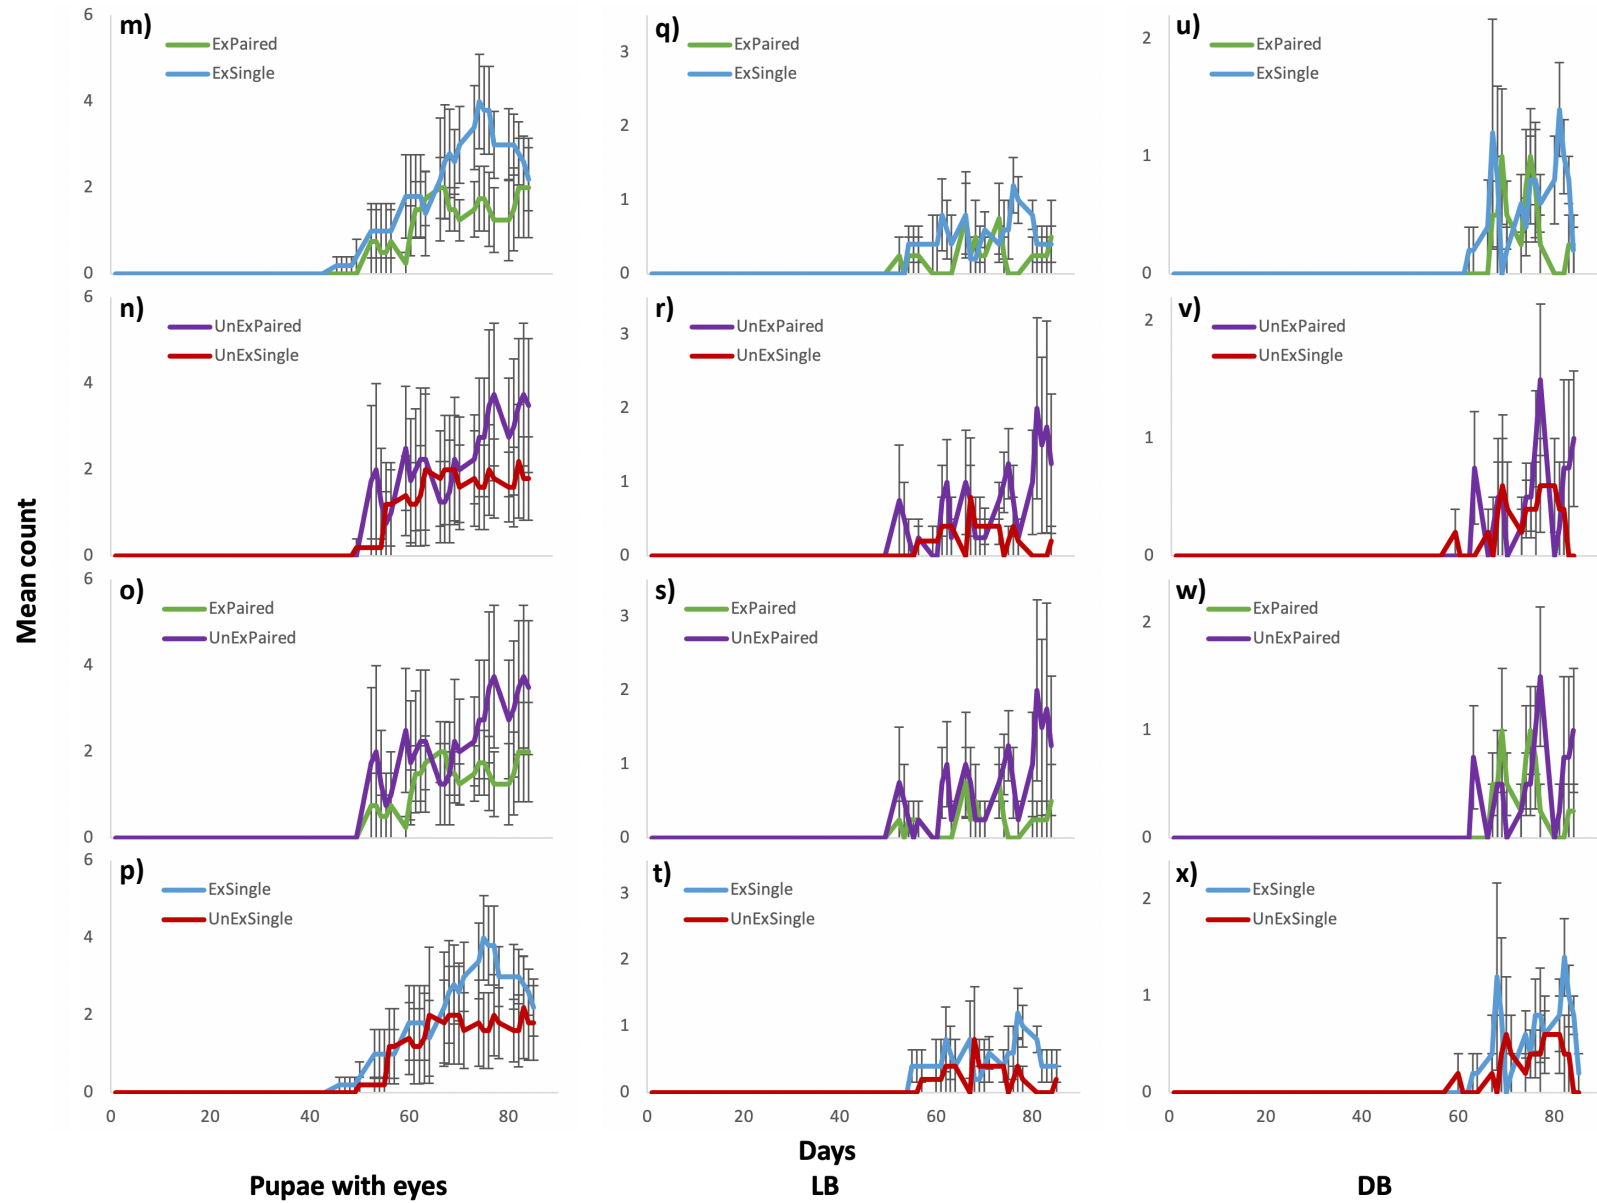 m)
ExPaired
ExSingle
6
4
2
0
q)
ExPaired
ExSingle
3
2
1
0
u)
ExPaired
ExSingle
2
1
0
n)
UnExPaired
UnExSingle
6
4
2
0
r)
UnExPaired
UnExSingle
3
2
1
0
v)
UnExPaired
UnExSingle
2
1
0
Mean count
o)
ExPaired
UnExPaired
6
4
2
0
s)
ExPaired
UnExPaired
3
2
1
0
w)
ExPaired
UnExPaired
2
1
0
p)
ExSingle
UnExSingle
6
4
2
0
0 20 40 60 80
t)
ExSingle
UnExSingle
3
2
1
0
0 20 40 60 80
x)
ExSingle
UnExSingle
2
1
0
0 20 40 60 80
Days
Pupae with eyes
LB
DB